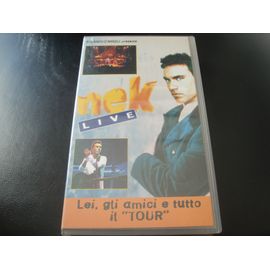 nek
LIVE
Lei, gli amici e tutto
il "TOUR"